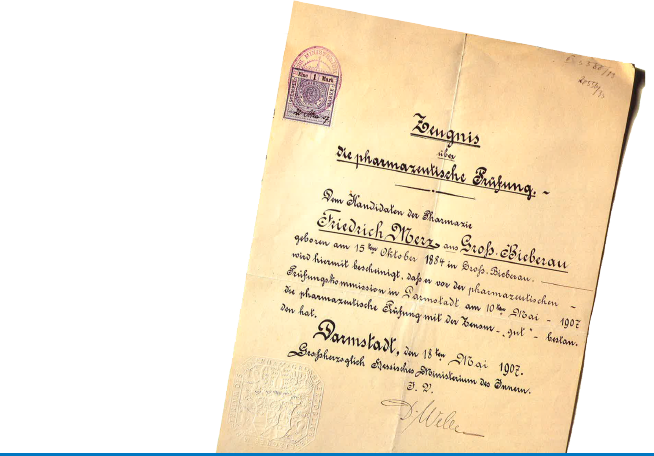 Eine 1 Mark
Zeugnis
über
die pharmazeutische Prüfung. -
Dem Kandidaten der Pharmazie
Friedrich Merz aus Groß-Bieberau
geboren am 15ten Oktober 1884 in Groß-Bieberau.
wird hiermit bescheinigt, daß er vor der pharmazeutischen -
Prüfungskommission in Darmstadt am 10ten Mai - 1907
die pharmazeutische Prüfung mit der Zensur - „gut“ - bestan.
den hat.
Darmstadt, den 18ten Mai 1907.
Großherzoglich Hessisches Ministerium des Innern.
I. V.